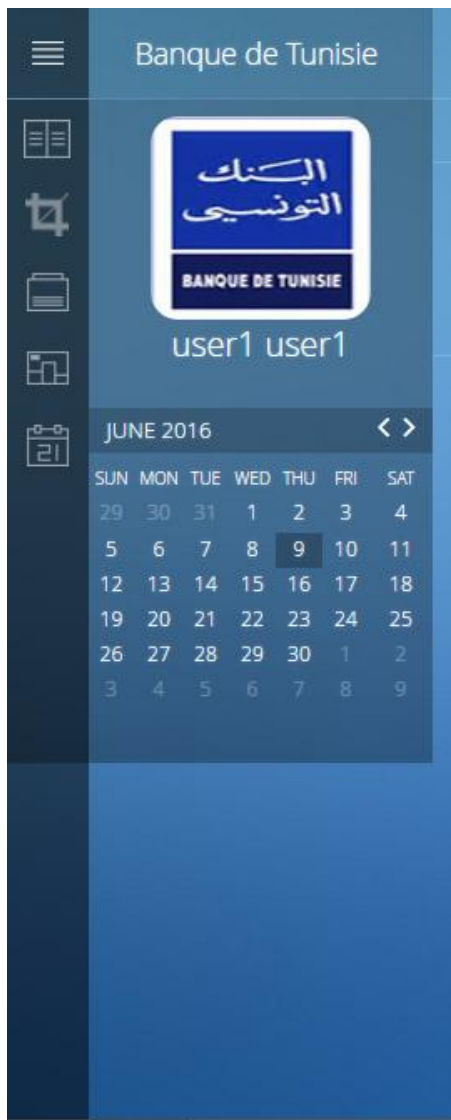 Banque de Tunisie
البنك
التونسي
BANQUE DE TUNISIE
user1 user1
21
JUNE 2016
SUN MON TUE WED THU FRI SAT
29 30 31 1 2 3 4
5 6 7 8 9 10 11
12 13 14 15 16 17 18
19 20 21 22 23 24 25
26 27 28 29 30 1 2
3 4 5 6 7 8 9